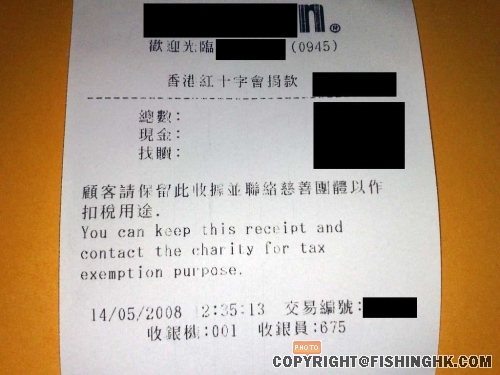 n®
歡迎光臨 (0945)
香港紅十字會捐款
總數:
現金:
找贖:
顧客請保留此收據並聯絡慈善團體以作
扣稅用途.
You can keep this receipt and
contact the charity for tax
exemption purpose.
14/05/2008 12:35:13 交易編號:
收銀機:001 收銀員:675
PHOTO
COPYRIGHT@FISHINGHK.COM